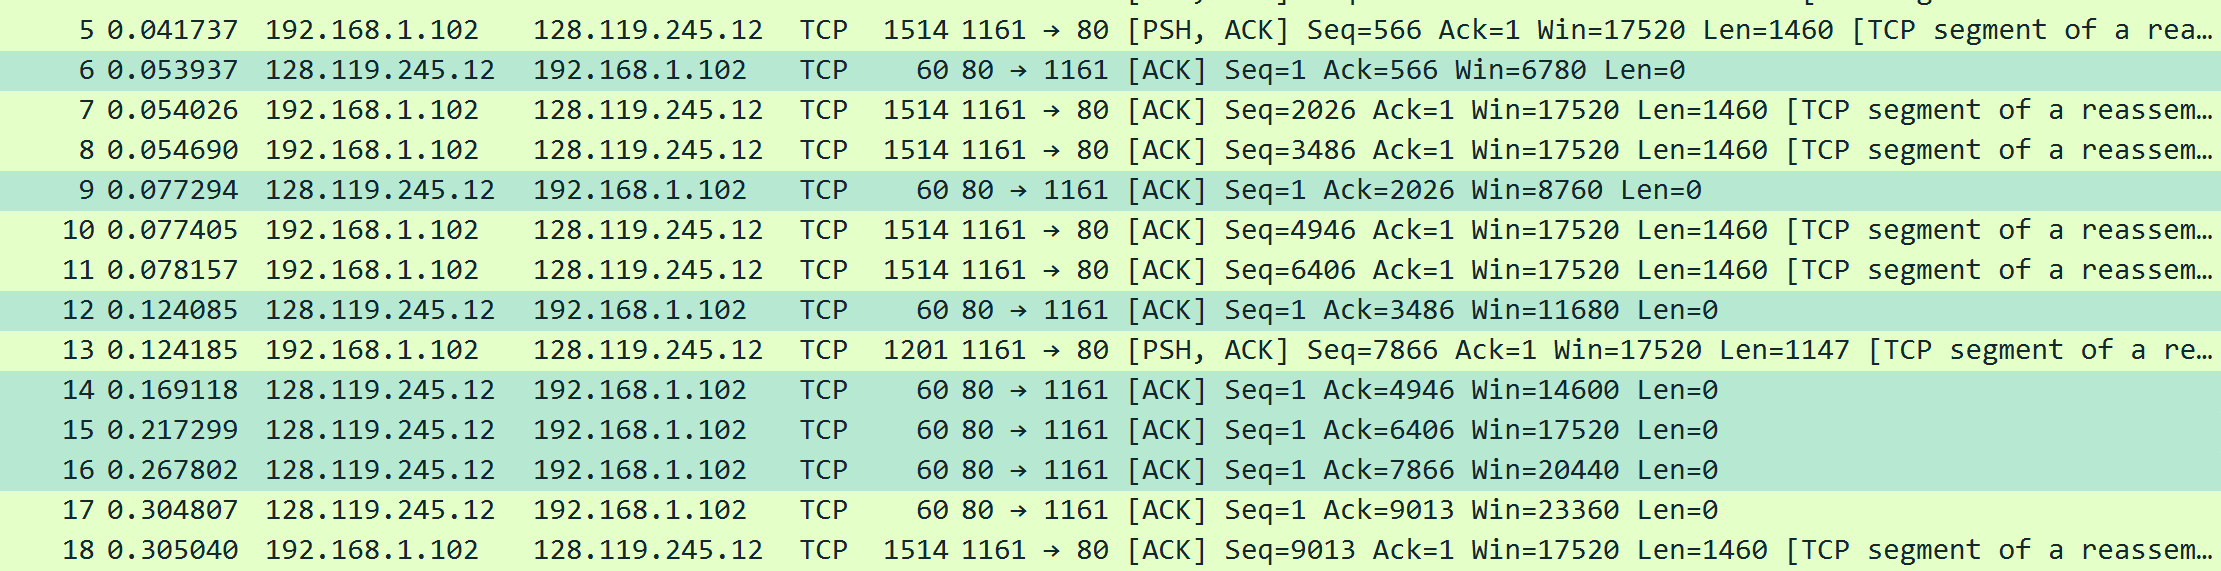 5 0.041737 192.168.1.102 128.119.245.12 TCP 1514 1161 → 80 [PSH, ACK] Seq=566 Ack=1 Win=17520 Len=1460 [TCP segment of a rea…
6 0.053937 128.119.245.12 192.168.1.102 TCP 60 80 → 1161 [ACK] Seq=1 Ack=566 Win=6780 Len=0
7 0.054026 192.168.1.102 128.119.245.12 TCP 1514 1161 → 80 [ACK] Seq=2026 Ack=1 Win=17520 Len=1460 [TCP segment of a reassem…
8 0.054690 192.168.1.102 128.119.245.12 TCP 1514 1161 → 80 [ACK] Seq=3486 Ack=1 Win=17520 Len=1460 [TCP segment of a reassem…
9 0.077294 128.119.245.12 192.168.1.102 TCP 60 80 → 1161 [ACK] Seq=1 Ack=2026 Win=8760 Len=0
10 0.077405 192.168.1.102 128.119.245.12 TCP 1514 1161 → 80 [ACK] Seq=4946 Ack=1 Win=17520 Len=1460 [TCP segment of a reassem…
11 0.078157 192.168.1.102 128.119.245.12 TCP 1514 1161 → 80 [ACK] Seq=6406 Ack=1 Win=17520 Len=1460 [TCP segment of a reassem…
12 0.124085 128.119.245.12 192.168.1.102 TCP 60 80 → 1161 [ACK] Seq=1 Ack=3486 Win=11680 Len=0
13 0.124185 192.168.1.102 128.119.245.12 TCP 1201 1161 → 80 [PSH, ACK] Seq=7866 Ack=1 Win=17520 Len=1147 [TCP segment of a re…
14 0.169118 128.119.245.12 192.168.1.102 TCP 60 80 → 1161 [ACK] Seq=1 Ack=4946 Win=14600 Len=0
15 0.217299 128.119.245.12 192.168.1.102 TCP 60 80 → 1161 [ACK] Seq=1 Ack=6406 Win=17520 Len=0
16 0.267802 128.119.245.12 192.168.1.102 TCP 60 80 → 1161 [ACK] Seq=1 Ack=7866 Win=20440 Len=0
17 0.304807 128.119.245.12 192.168.1.102 TCP 60 80 → 1161 [ACK] Seq=1 Ack=9013 Win=23360 Len=0
18 0.305040 192.168.1.102 128.119.245.12 TCP 1514 1161 → 80 [ACK] Seq=9013 Ack=1 Win=17520 Len=1460 [TCP segment of a reassem…